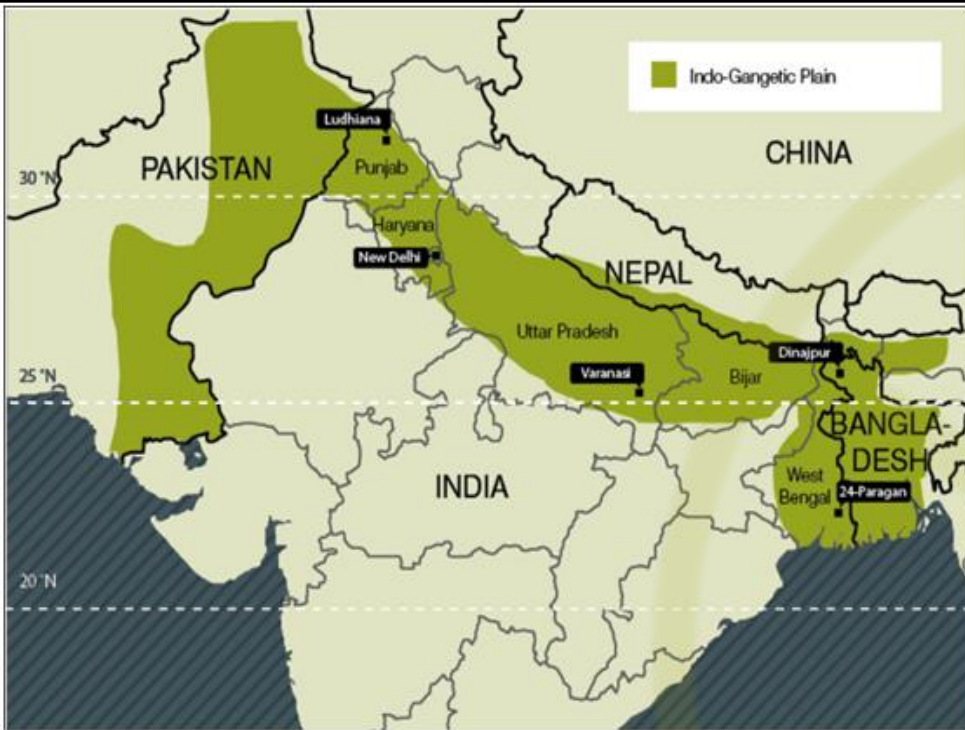 Indo-Gangetic Plain
Ludhiana
CHINA
PAKISTAN
Punjab
30 °N
Haryana
New Delhi
NEPAL
Uttar Pradesh
Dinajpur
Varanasi
Bijar
25 °N
BANGLA-
DESH
West
Bengal
INDIA
24-Paragan
20 °N